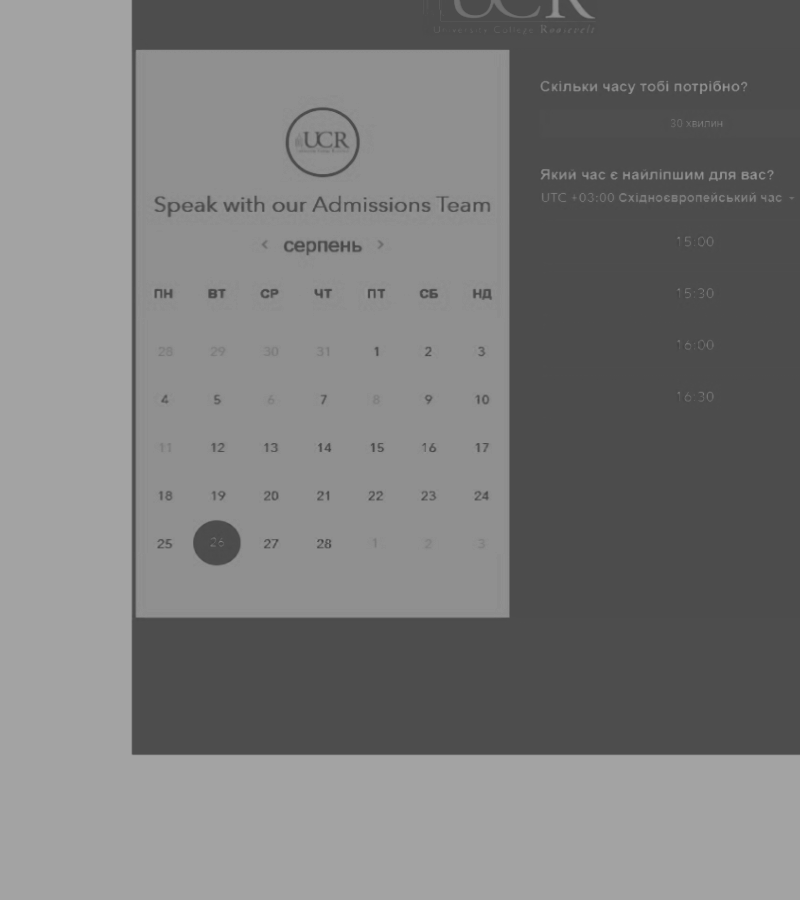 UCR
University College Roosevelt
UCR
Speak with our Admissions Team
< серпень >
ПН ВТ СР ЧТ ПТ СБ НД
28 29 30 31 1 2 3
4 5 6 7 8 9 10
11 12 13 14 15 16 17
18 19 20 21 22 23 24
25 26 27 28 1 2 3
Скільки часу тобі потрібно?
30 хвилин
Який час є найліпшим для вас?
UTC +03:00 Східноєвропейський час
15:00
15:30
16:00
16:30